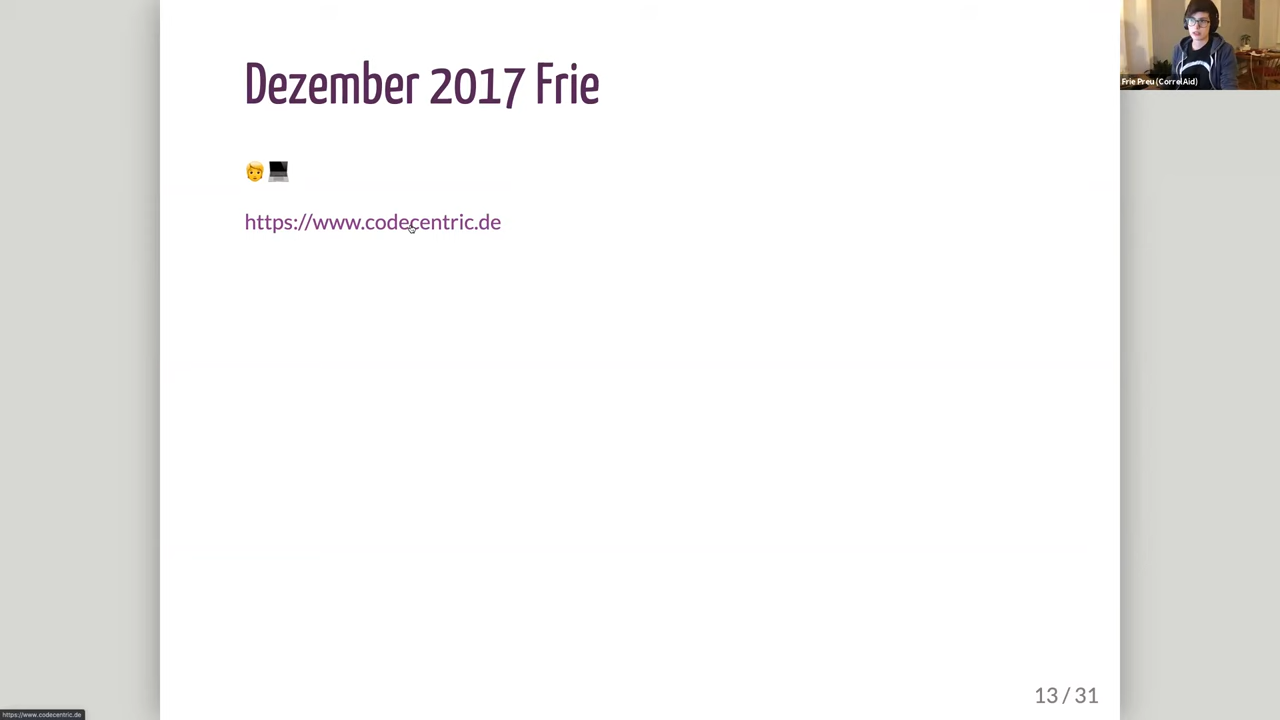 Dezember 2017 Frie
https://www.codecentric.de
13 / 31
Frie Preu (CorrelAid)
https://www.codecentric.de